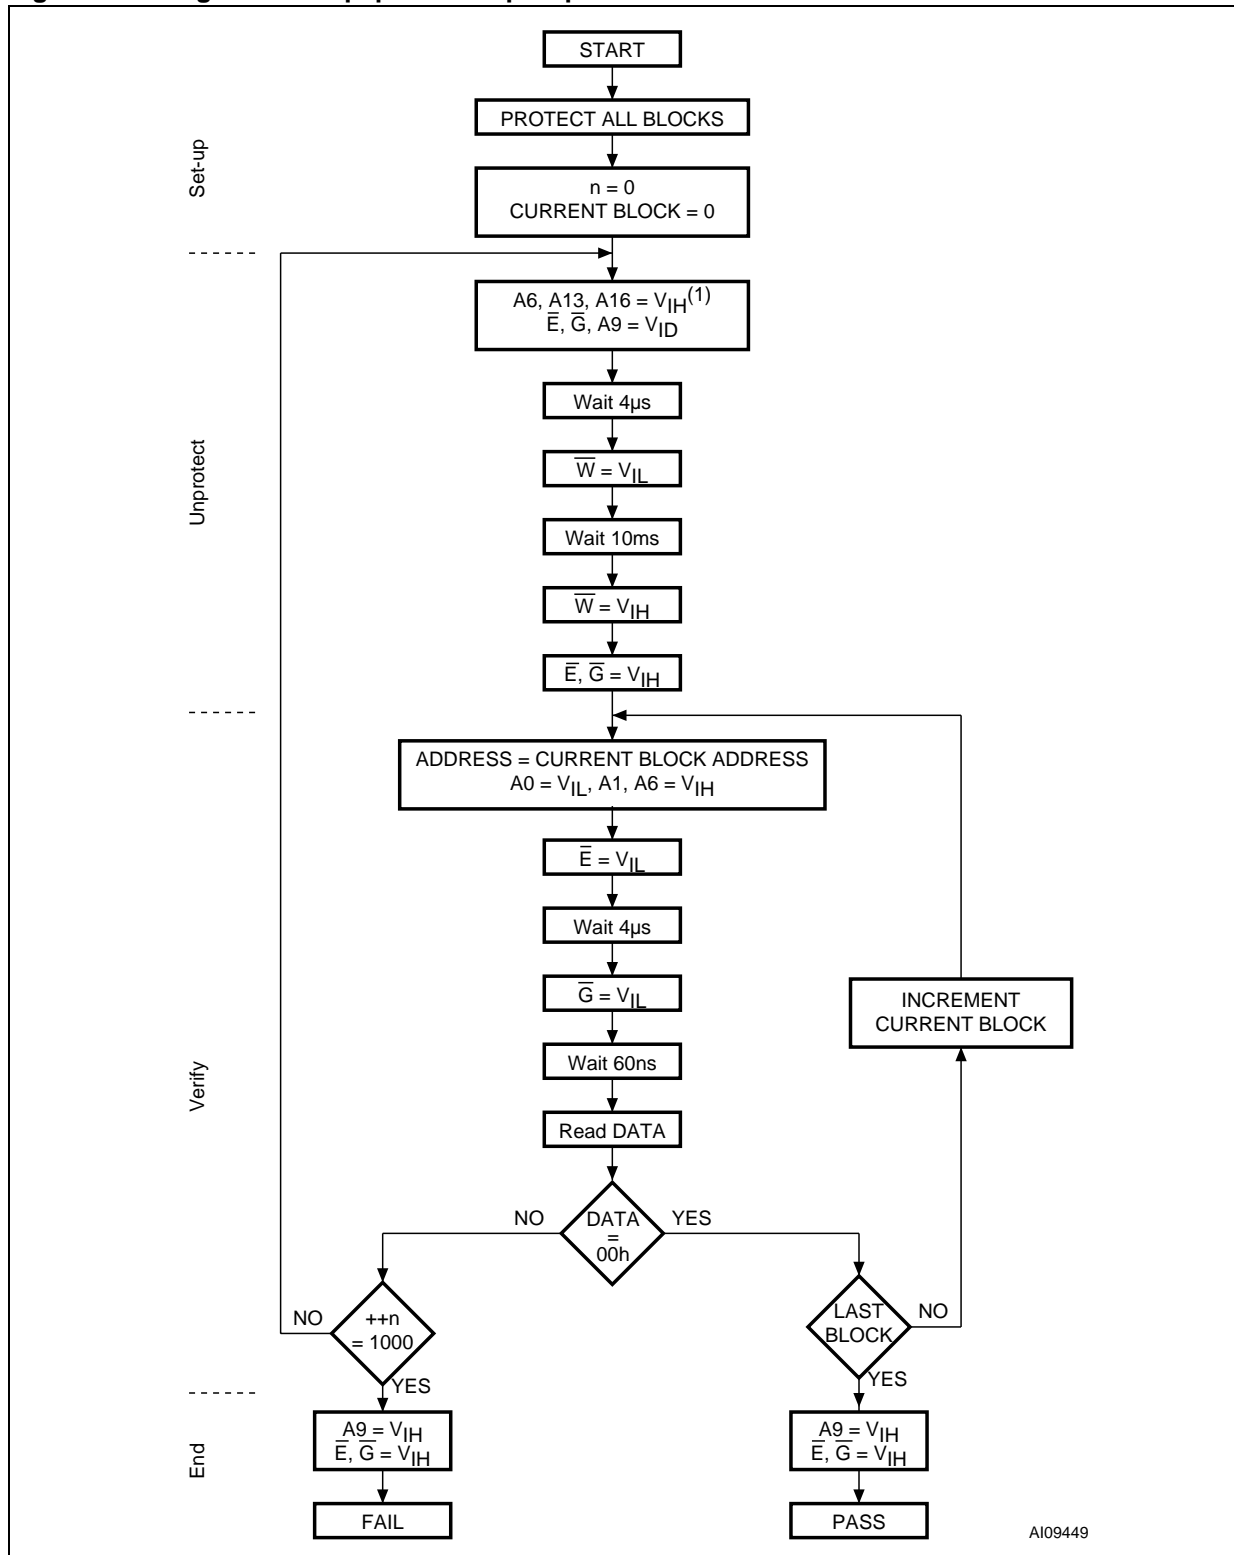 START
PROTECT ALL BLOCKS
Set-up
n = 0
CURRENT BLOCK = 0
A6, A13, A16 = VIH(1)
E̅, G̅, A9 = VID
Wait 4µs
Unprotect
W̅ = VIL
Wait 10ms
W̅ = VIH
E̅, G̅ = VIH
ADDRESS = CURRENT BLOCK ADDRESS
A0 = VIL, A1, A6 = VIH
E̅ = VIL
Wait 4µs
G̅ = VIL
INCREMENT
CURRENT BLOCK
Wait 60ns
Verify
Read DATA
NO
DATA
=
00h
YES
NO
++n
= 1000
LAST
BLOCK
NO
YES
YES
End
A9 = VIH
E̅, G̅ = VIH
A9 = VIH
E̅, G̅ = VIH
FAIL
PASS
AI09449